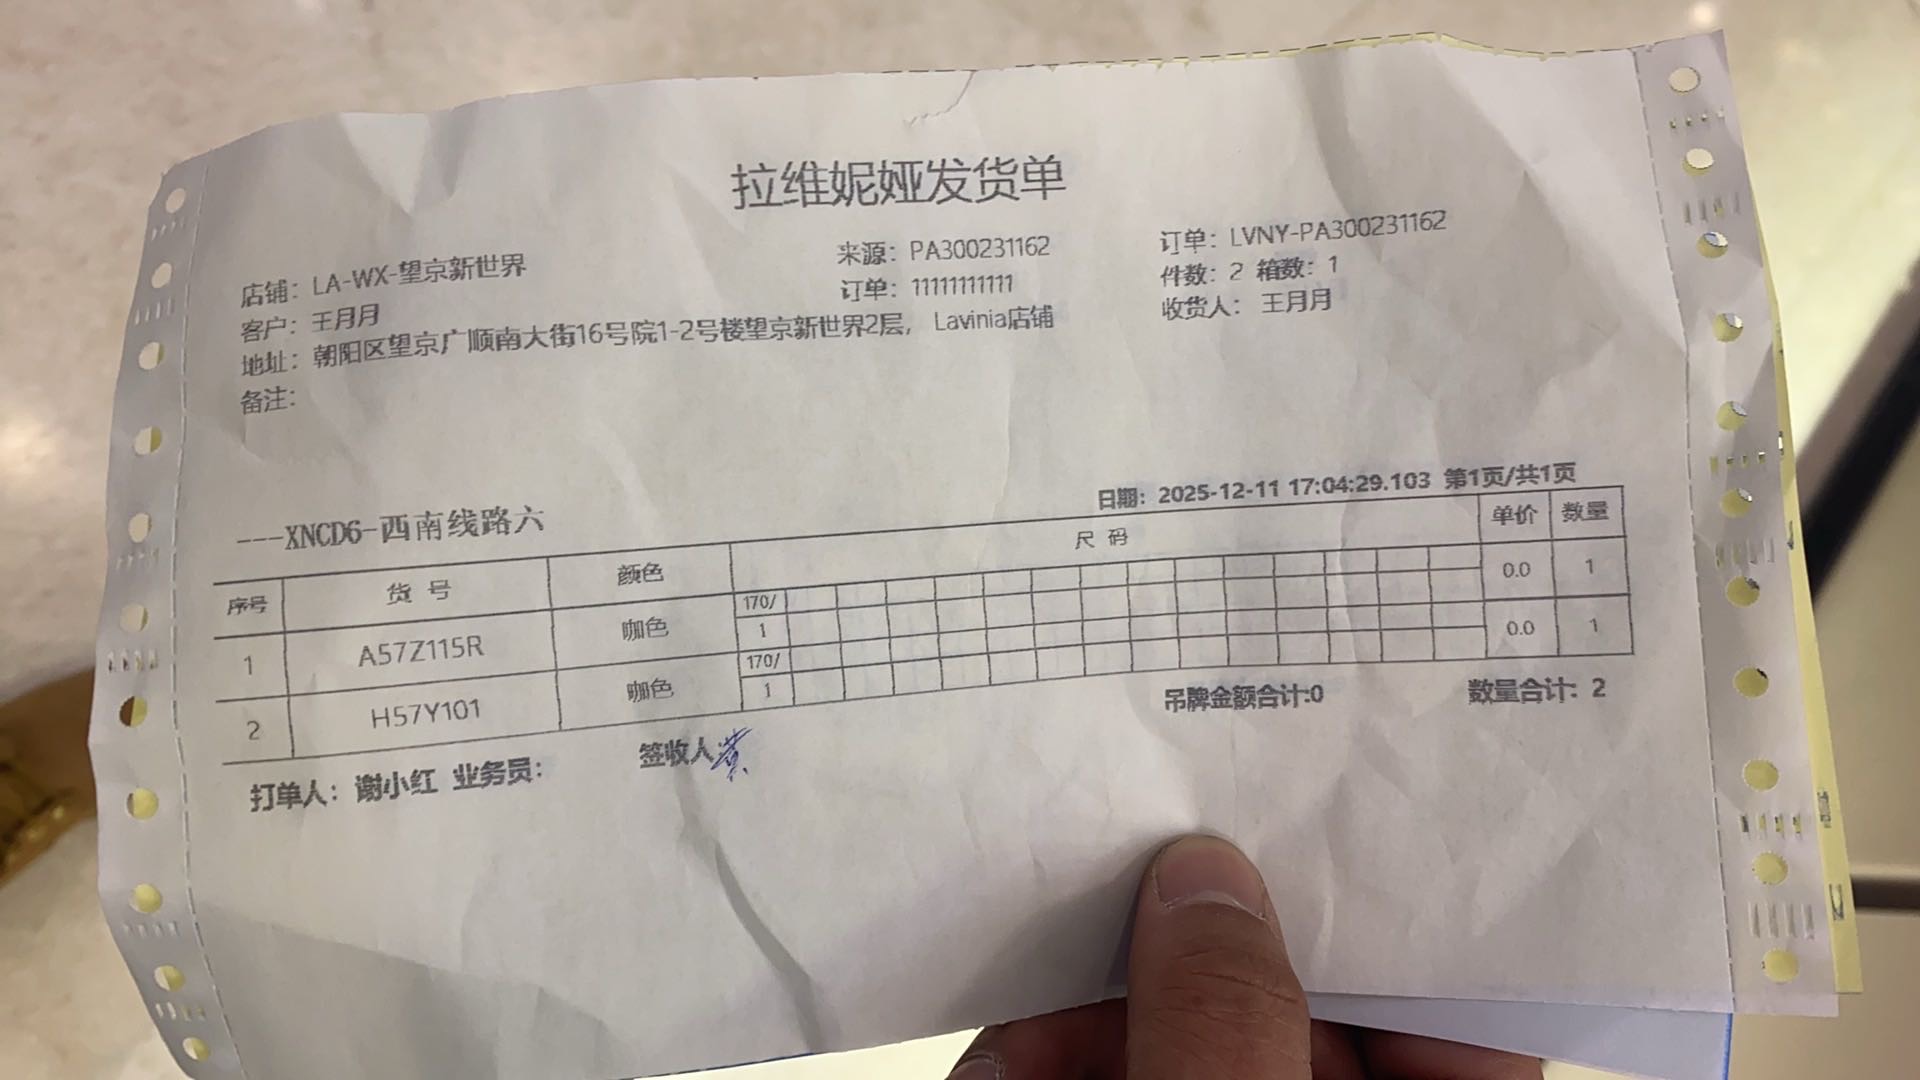 拉维妮娅发货单
店铺：LA-WX-望京新世界 来源：PA300231162 订单：LVNY-PA300231162
客户：王月月 订单：11111111111 件数：2 箱数：1
地址：朝阳区望京广顺南大街16号院1-2号楼望京新世界2层， Lavinia店铺 收货人：王月月
备注：
---XNCD6-西南线路六 日期：2025-12-11 17:04:29.103 第1页/共1页
序号 货 号 颜色 尺 码 单价 数量
1 A57Z115R 咖色 170/ 1 0.0 1
2 H57Y101 咖色 170/ 1 0.0 1
吊牌金额合计:0 数量合计: 2
打单人：谢小红 业务员： 签收人 黄